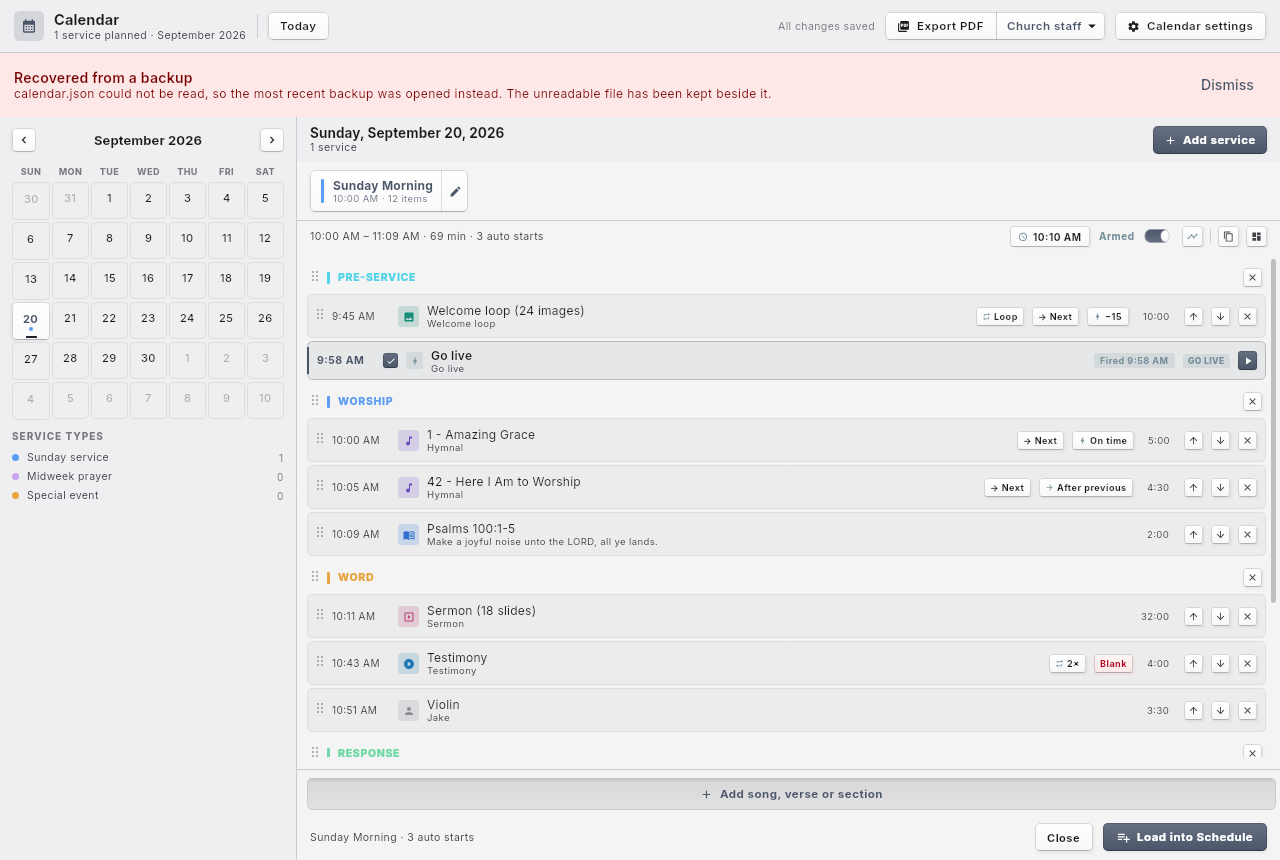 Calendar
1 service planned · September 2026
Today
All changes saved
Export PDF
Church staff
Calendar settings
Recovered from a backup
calendar.json could not be read, so the most recent backup was opened instead. The unreadable file has been kept beside it.
Dismiss
September 2026
SUN MON TUE WED THU FRI SAT
30 31 1 2 3 4 5
6 7 8 9 10 11 12
13 14 15 16 17 18 19
20 21 22 23 24 25 26
27 28 29 30 1 2 3
4 5 6 7 8 9 10
SERVICE TYPES
Sunday service 1
Midweek prayer 0
Special event 0
Sunday, September 20, 2026
1 service
Add service
Sunday Morning
10:00 AM · 12 items
10:00 AM – 11:09 AM · 69 min · 3 auto starts
10:10 AM
Armed
PRE-SERVICE
9:45 AM
Welcome loop (24 images)
Welcome loop
Loop
Next
−15
10:00
9:58 AM
Go live
Go live
Fired 9:58 AM
GO LIVE
WORSHIP
10:00 AM
1 - Amazing Grace
Hymnal
Next
On time
5:00
10:05 AM
42 - Here I Am to Worship
Hymnal
Next
After previous
4:30
10:09 AM
Psalms 100:1-5
Make a joyful noise unto the LORD, all ye lands.
2:00
WORD
10:11 AM
Sermon (18 slides)
Sermon
32:00
10:43 AM
Testimony
Testimony
2×
Blank
4:00
10:51 AM
Violin
Jake
3:30
RESPONSE
Add song, verse or section
Sunday Morning · 3 auto starts
Close
Load into Schedule